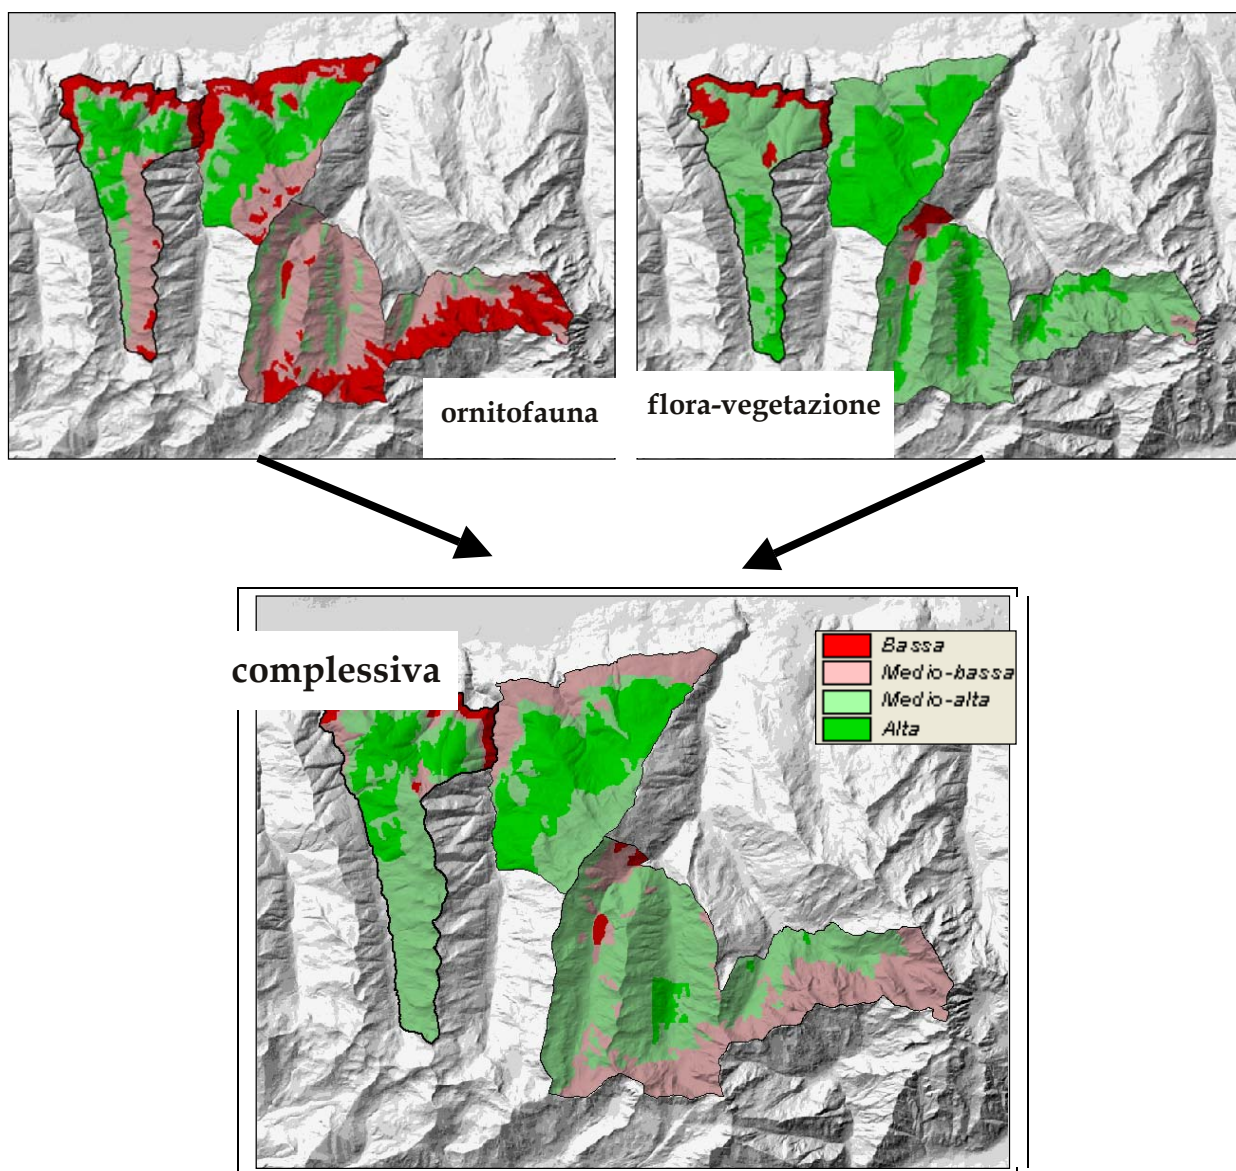 ornitofauna
flora-vegetazione
complessiva
Bassa
Medio-bassa
Medio-alta
Alta